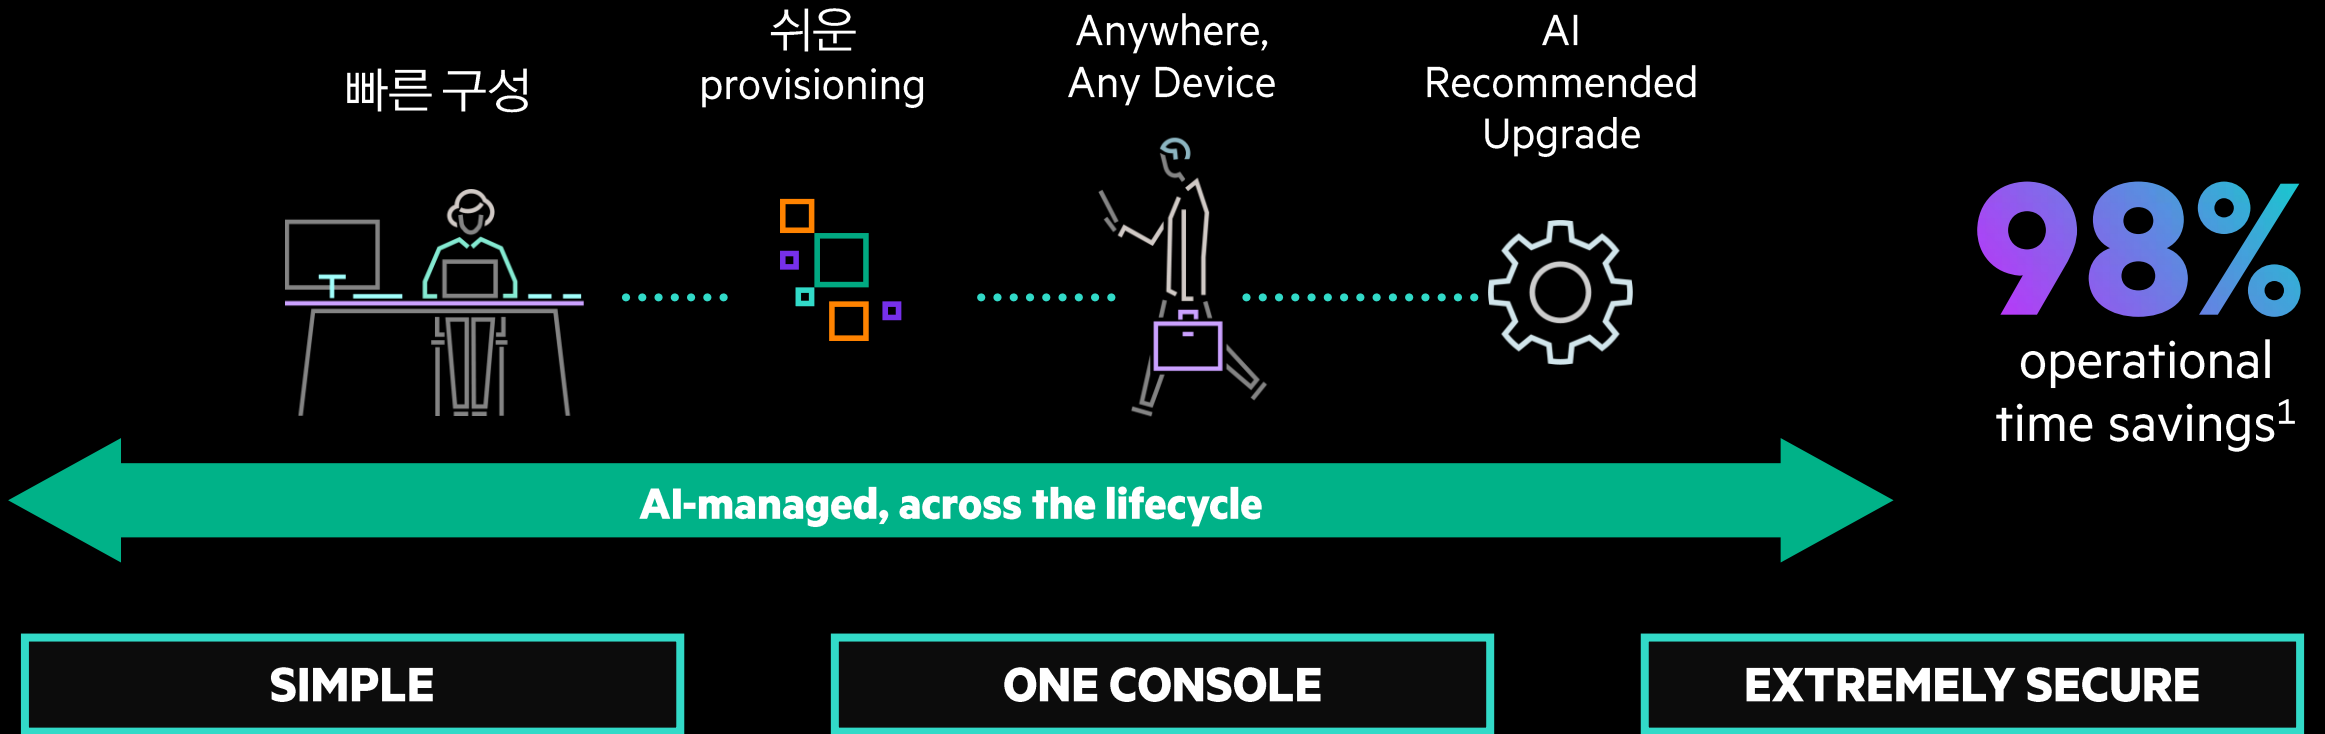 빠른 구성
쉬운
provisioning
Anywhere,
Any Device
AI
Recommended
Upgrade
98%
operational
time savings¹
AI-managed, across the lifecycle
SIMPLE
ONE CONSOLE
EXTREMELY SECURE